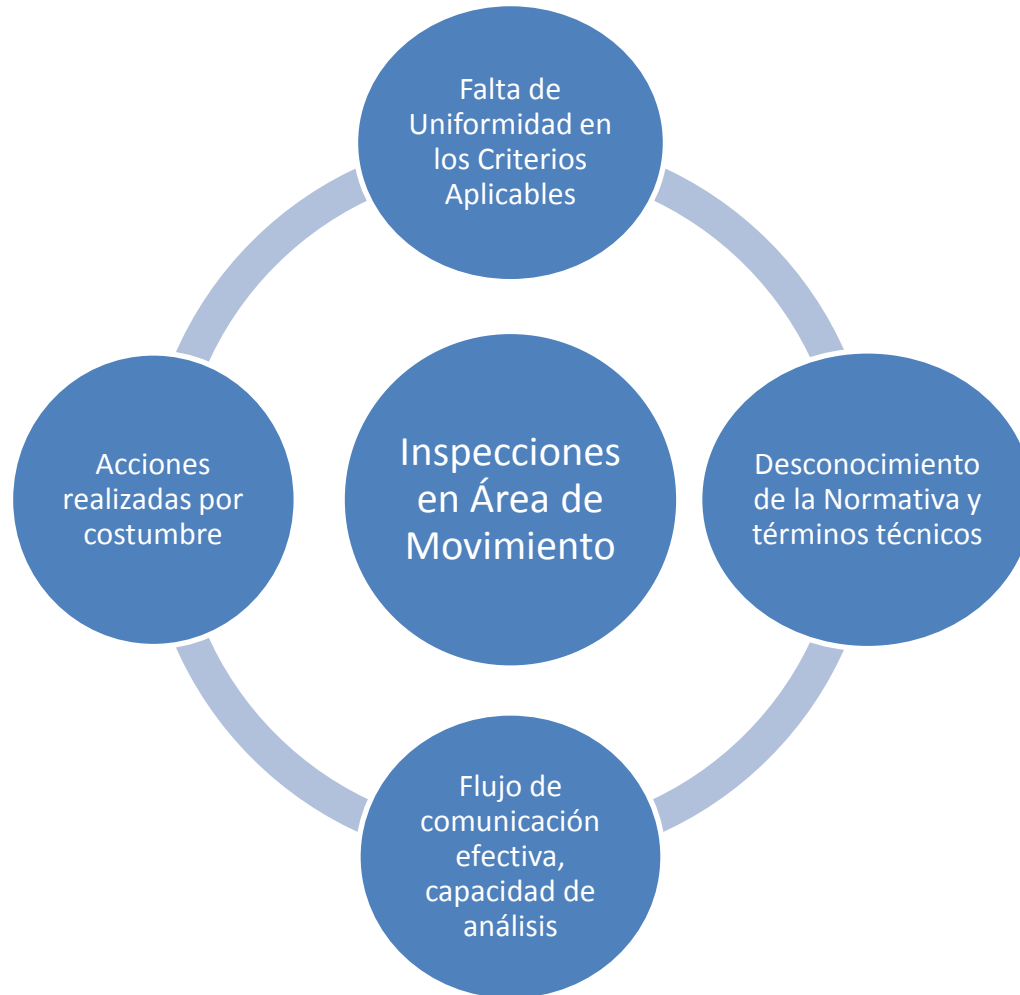 Falta de
Uniformidad en
los Criterios
Aplicables
Acciones
realizadas por
costumbre
Inspecciones
en Área de
Movimiento
Desconocimiento
de la Normativa y
términos técnicos
Flujo de
comunicación
efectiva,
capacidad de
análisis